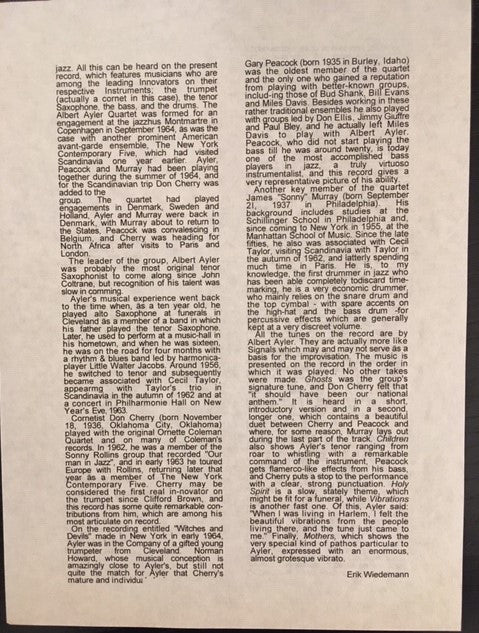 jazz. All this can be heard on the present
record, which features musicians who are
among the leading Innovators on their
respective Instruments; the trumpet
(actually a cornet in this case), the tenor
Saxophone, the bass, and the drums. The
Albert Ayler Quartet was formed for an
engagement at the jazzhus Montmartre in
Copenhagen in September 1964, as was the
case with another prominent American
avant-garde ensemble, The New York
Contemporary Five, which had visited
Scandinavia one year earlier. Ayler,
Peacock and Murray had been playing
together during the summer of 1964, and
for the Scandinavian trip Don Cherry was
added to the
group. The quartet had played
engagements in Denmark, Sweden and
Holland, Ayler and Murray were back in
Denmark, with Murray about to return to
the States, Peacock was convalescing in
Belgium, and Cherry was heading for
North Africa after visits to Paris and
London.
The leader of the group, Albert Ayler
was probably the most original tenor
Saxophonist to come along since John
Coltrane, but recognition of his talent was
slow in comming.
Ayler's musical experience went back
to the time when, as a ten year old, he
played alto Saxophone at funerals in
Cleveland as a member of a band in which
his father played the tenor Saxophone.
Later, he used to perform at a music-hall in
his hometown, and when he was sixteen,
he was on the road for four months with
a rhythm & blues band led by harmonica-
player Little Walter Jacobs. Around 1956,
he switched to tenor and subsequently
became associated with Cecil Taylor,
appearmg with Taylor's trio in
Scandinavia in the autumn of 1962 and at
a concert in Philharmonie Hall on New
Year's Eve, 1963.
Cornetist Don Cherry (born November
18, 1936, Oklahoma City, Oklahoma)
played with the original Ornette Coleman
Quartet and on many of Coleman's
records. In 1962, he was a member of the
Sonny Rollins group that recorded "Our
man in Jazz", and in early 1963 he toured
Europe with Rollins, returning later that
year as a member of The New York
Contemporary Five. Cherry may be
considered the first real in-novator on
the trumpet since Clifford Brown, and
this record has some quite remarkable con-
tributions from him, which are among his
most articulate on record.
On the recording entitled "Witches and
Devils" made in New York in early 1964,
Ayler was in the Company of a gifted young
trumpeter from Cleveland. Norman
Howard, whose musical conception is
amazingly close to Ayler's, but still not
quite the match for Ayler that Cherry's
mature and individu
Gary Peacock (born 1935 in Burley, Idaho)
was the oldest member of the quartet
and the only one who gained a reputation
from playing with better-known groups,
includ-ing those of Bud Shank, Bill Evans
and Miles Davis. Besides working in these
rather traditional ensembles he also played
with groups led by Don Ellis, Jimmy Giuffre
and Paul Bley, and he actually left Miles
Davis to play with Albert Ayler.
Peacock, who did not start playing the
bass till he was around twenty, is today
one of the most accomplished bass
players in jazz, a truly virtuoso
instrumentalist, and this record gives a
very representative picture of his ability.
Another key member of the quartet
James "Sonny" Murray (born September
21, 1937 in Philadelphia). His
background includes studies at the
Schillinger School in Philadelphia and,
since coming to New York in 1955, at the
Manhattan School of Music. Since the late
fifties, he also was associated with Cecil
Taylor, visiting Scandinavia with Taylor in
the autumn of 1962, and latterly spending
much time in Paris. He is, to my
knowledge, the first drummer in jazz who
has been able completely todiscard time-
marking, he is a very economic drummer,
who mainly relies on the snare drum and
the top cymbal - with spare accents on
the high-hat and the bass drum -for
percussive effects which are generally
kept at a very discreet volume.
All the tunes on the record are by
Albert Ayler. They are actually more like
Signals which may and may not serve as a
basis for the improvisation. The music is
presented on the record in the order in
which it was played. No other takes
were made. Ghosts was the group's
signature tune, and Don Cherry felt that
"it should have been our national
anthem." It is heard in a short,
introductory version and in a second,
longer one, which contains a beautiful
duet between Cherry and Peacock and
where, for some reason, Murray lays out
during the last part of the track. Children
also shows Ayler's tenor ranging from
roar to whistling with a remarkable
command of the instrument, Peacock
gets flameroc-like effects from his bass,
and Cherry puts a stop to the performance
with a clear, strong punctuation. Holy
Spirit is a slow, stately theme, which
might be fit for a funeral, while Vibrations
is another fast one. Of this, Ayler said:
"When I was living in Harlem, I felt the
beautiful vibrations from the people
living there, and the tune just came to
me." Finally, Mothers, which shows the
very special kind of pathos particular to
Ayler, expressed with an enormous,
almost grotesque vibrato.
Erik Wiedemann